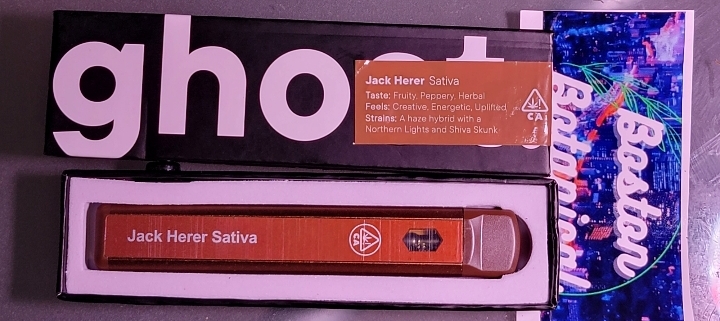 ghost
Jack Herer Sativa
Taste: Fruity, Peppery, Herbal
Feels: Creative, Energetic, Uplifted
Strains: A haze hybrid with a
Northern Lights and Shiva Skunk
CA
Jack Herer Sativa
CA
Boston
Botanical